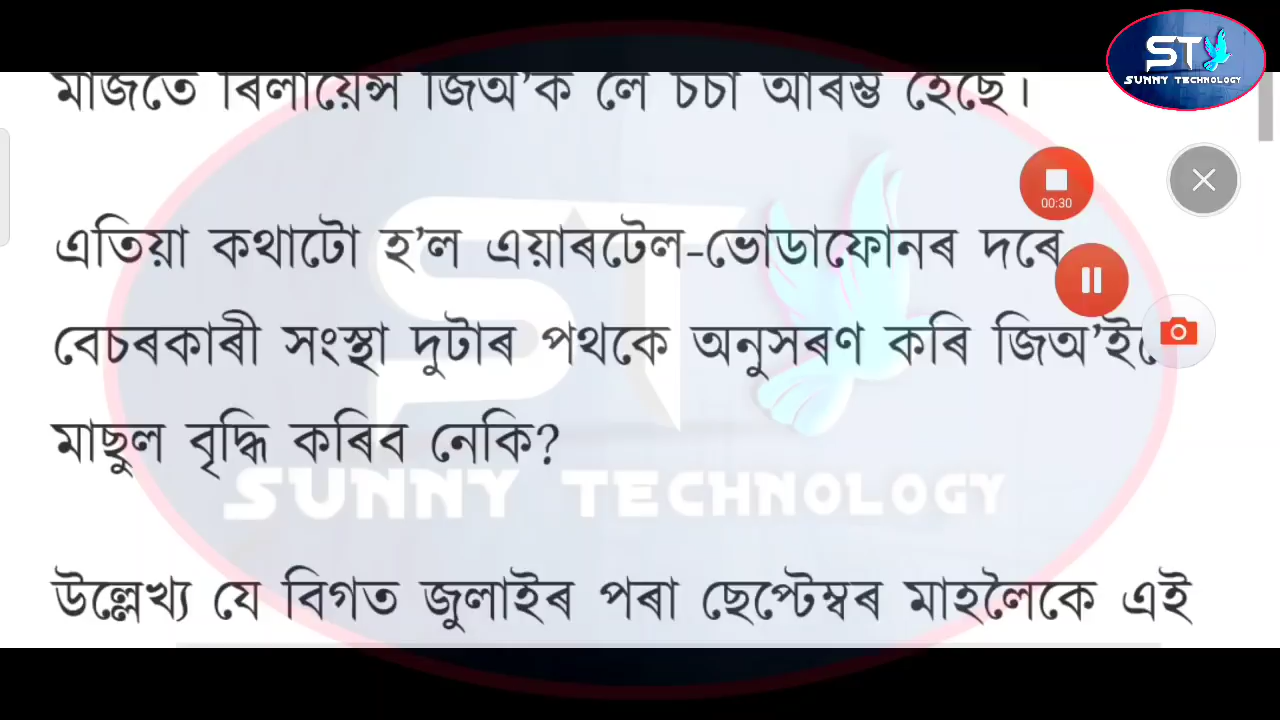 ST
SUNNY TECHNOLOGY
মাজতে ৰিলায়েন্স জিঅ’ক লৈ চৰ্চা আৰম্ভ হৈছে।
00:30
এতিয়া কথাটো হ’ল এয়াৰটেল-ভোডাফোনৰ দৰে
বেচৰকাৰী সংস্থা দুটাৰ পথকে অনুসৰণ কৰি
মাছুল বৃদ্ধি কৰিব নেকি?
ST
SUNNY TECHNOLOGY
উল্লেখ্য যে বিগত জুলাইৰ পৰা ছেপ্টেম্বৰ মাহলৈকে এই